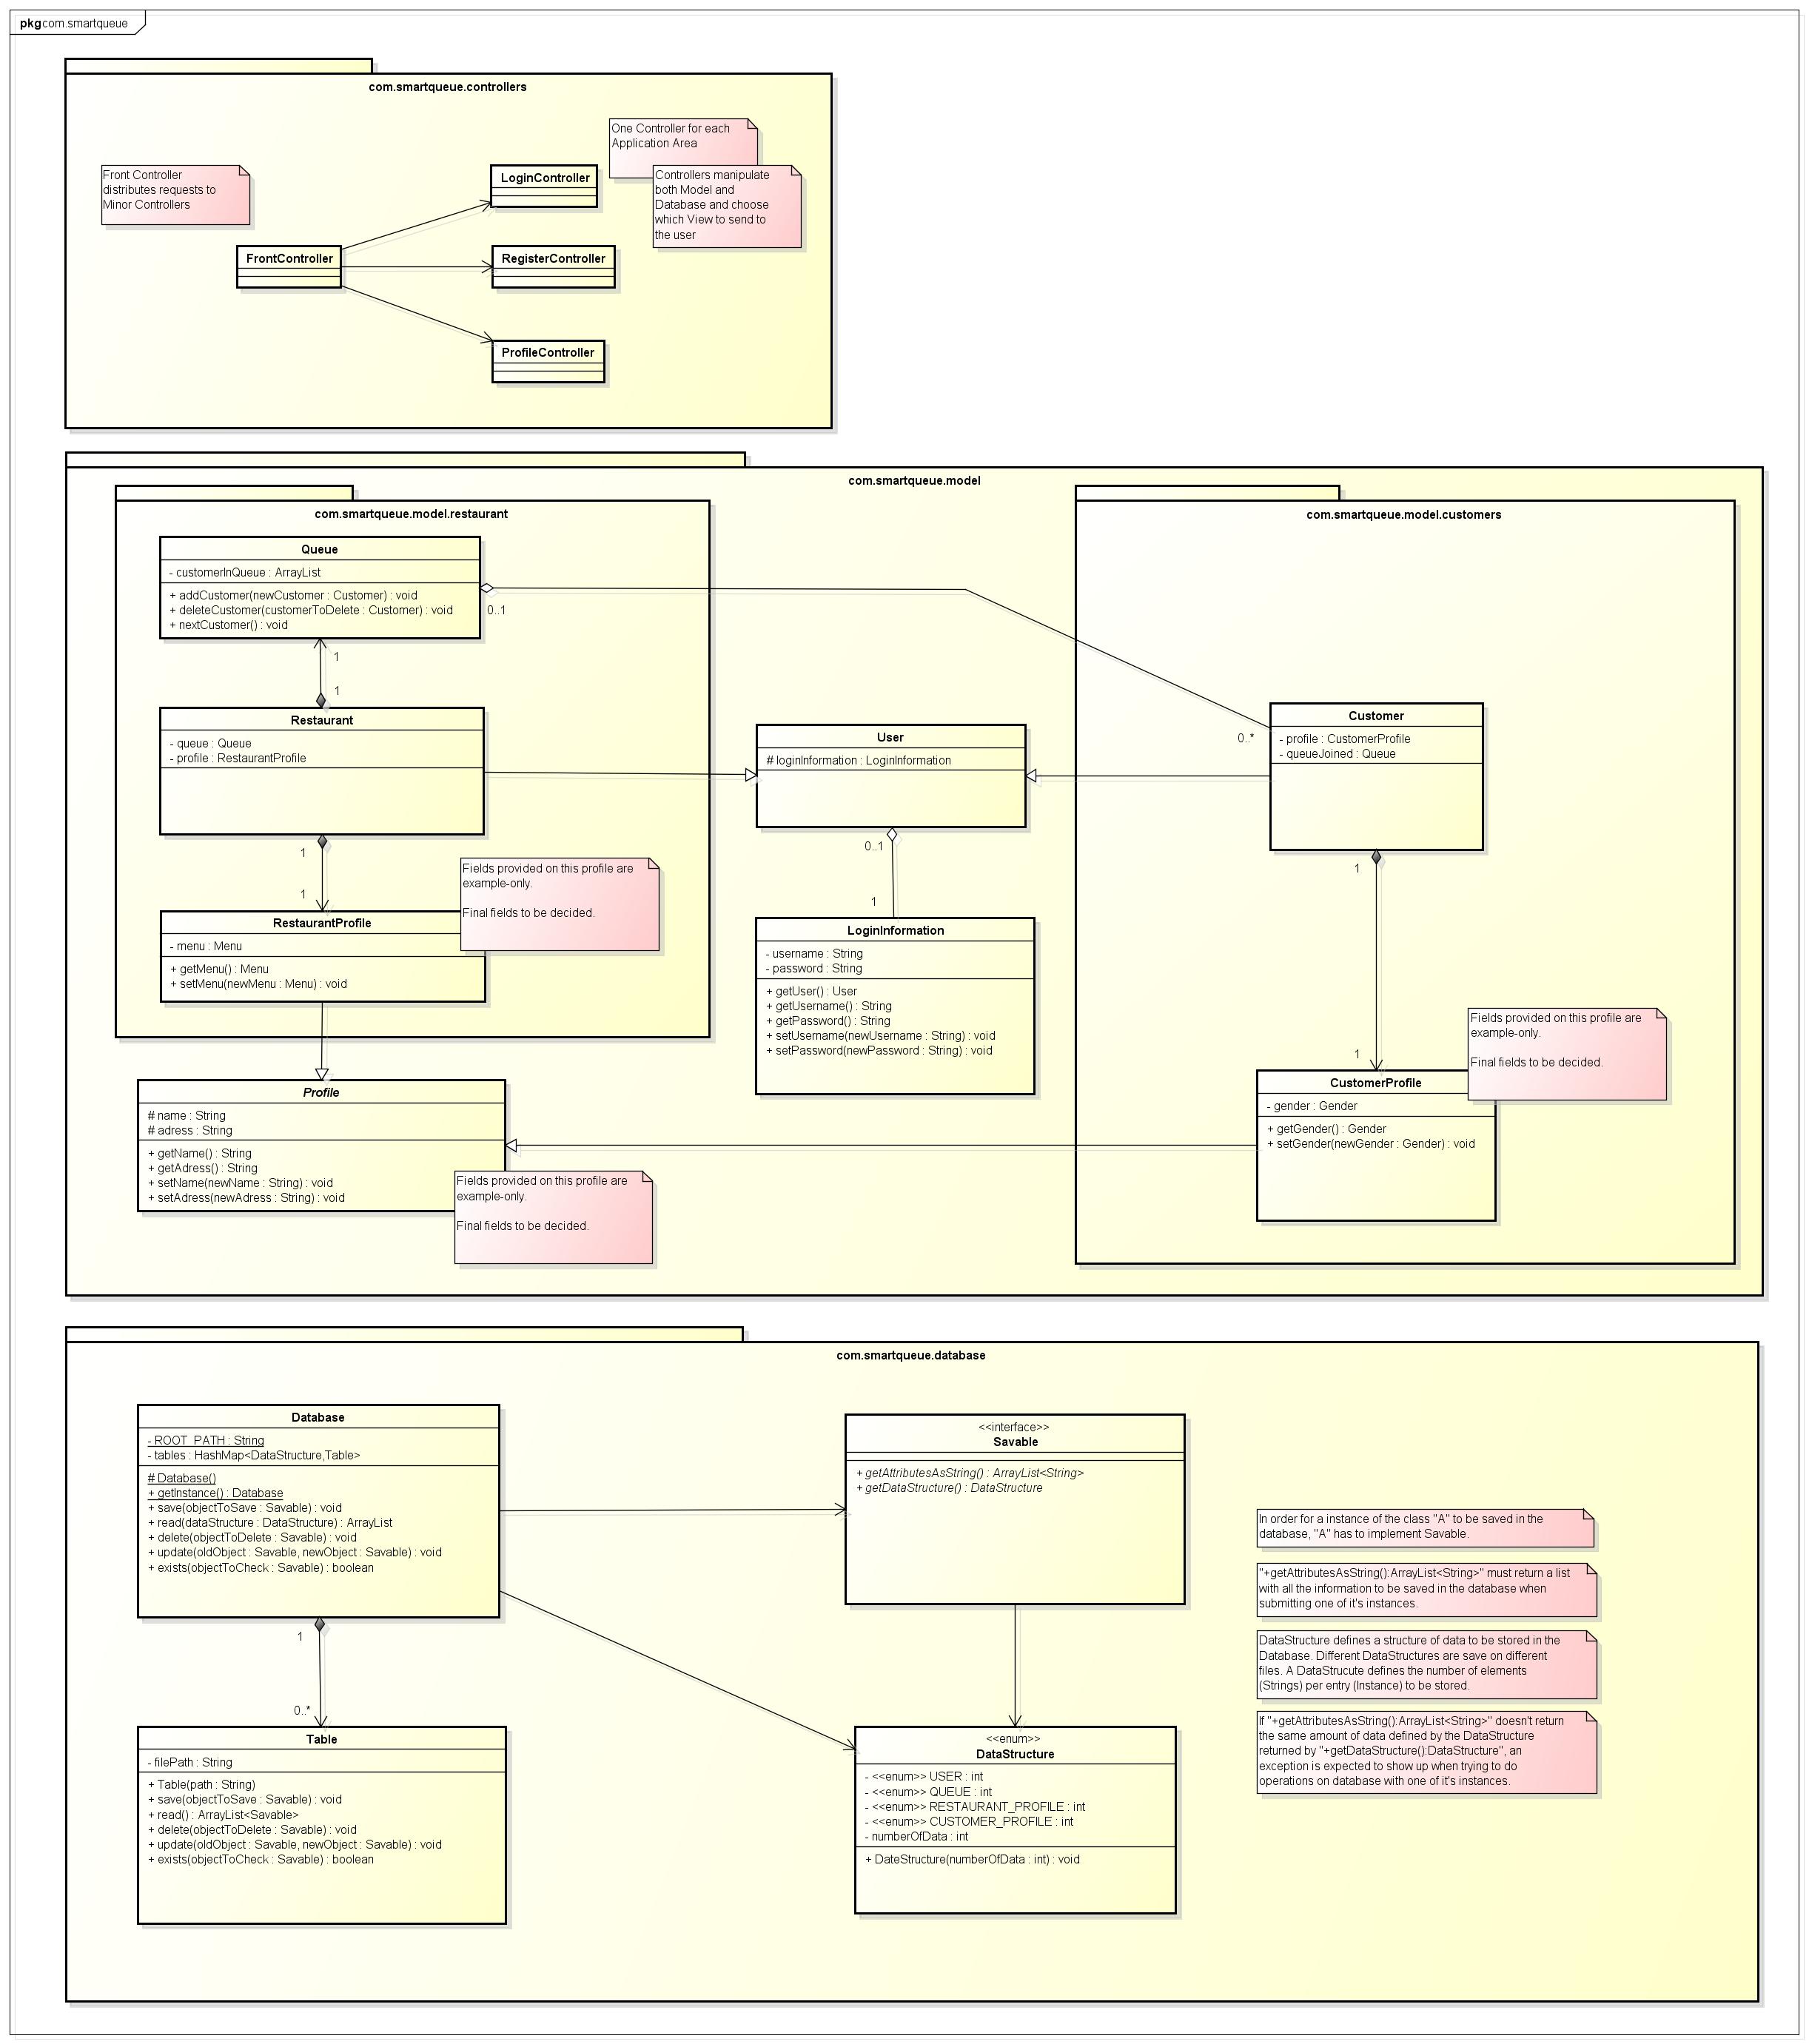 pkg com.smartqueue
com.smartqueue.controllers
One Controller for each
Application Area
Front Controller
distributes requests to
Minor Controllers
LoginController
Controllers manipulate
both Model and
Database and choose
which View to send to
the user
FrontController
RegisterController
ProfileController
com.smartqueue.model
com.smartqueue.model.restaurant
Queue
- customerInQueue : ArrayList
+ addCustomer(newCustomer : Customer) : void
+ deleteCustomer(customerToDelete : Customer) : void
+ nextCustomer() : void
0..1
1
1
Restaurant
- queue : Queue
- profile : RestaurantProfile
1
1
Fields provided on this profile are
example-only.
Final fields to be decided.
RestaurantProfile
- menu : Menu
+ getMenu() : Menu
+ setMenu(newMenu : Menu) : void
User
# loginInformation : LoginInformation
0..1
1
LoginInformation
- username : String
- password : String
+ getUser() : User
+ getUsername() : String
+ getPassword() : String
+ setUsername(newUsername : String) : void
+ setPassword(newPassword : String) : void
com.smartqueue.model.customers
0..*
Customer
- profile : CustomerProfile
- queueJoined : Queue
1
1
Fields provided on this profile are
example-only.
Final fields to be decided.
CustomerProfile
- gender : Gender
+ getGender() : Gender
+ setGender(newGender : Gender) : void
Profile
# name : String
# adress : String
+ getName() : String
+ getAdress() : String
+ setName(newName : String) : void
+ setAdress(newAdress : String) : void
Fields provided on this profile are
example-only.
Final fields to be decided.
com.smartqueue.database
Database
- ROOT_PATH : String
- tables : HashMap<DataStructure,Table>
# Database()
+ getInstance() : Database
+ save(objectToSave : Savable) : void
+ read(dataStructure : DataStructure) : ArrayList
+ delete(objectToDelete : Savable) : void
+ update(oldObject : Savable, newObject : Savable) : void
+ exists(objectToCheck : Savable) : boolean
1
0..*
Table
- filePath : String
+ Table(path : String)
+ save(objectToSave : Savable) : void
+ read() : ArrayList<Savable>
+ delete(objectToDelete : Savable) : void
+ update(oldObject : Savable, newObject : Savable) : void
+ exists(objectToCheck : Savable) : boolean
<<interface>>
Savable
+ getAttributesAsString() : ArrayList<String>
+ getDataStructure() : DataStructure
<<enum>>
DataStructure
- <<enum>> USER : int
- <<enum>> QUEUE : int
- <<enum>> RESTAURANT_PROFILE : int
- <<enum>> CUSTOMER_PROFILE : int
- numberOfData : int
+ DateStructure(numberOfData : int) : void
In order for a instance of the class "A" to be saved in the
database, "A" has to implement Savable.
"+getAttributesAsString():ArrayList<String>" must return a list
with all the information to be saved in the database when
submitting one of it's instances.
DataStructure defines a structure of data to be stored in the
Database. Different DataStructures are save on different
files. A DataStrucute defines the number of elements
(Strings) per entry (Instance) to be stored.
If "+getAttributesAsString():ArrayList<String>" doesn't return
the same amount of data defined by the DataStructure
returned by "+getDataStructure():DataStructure", an
exception is expected to show up when trying to do
operations on database with one of it's instances.